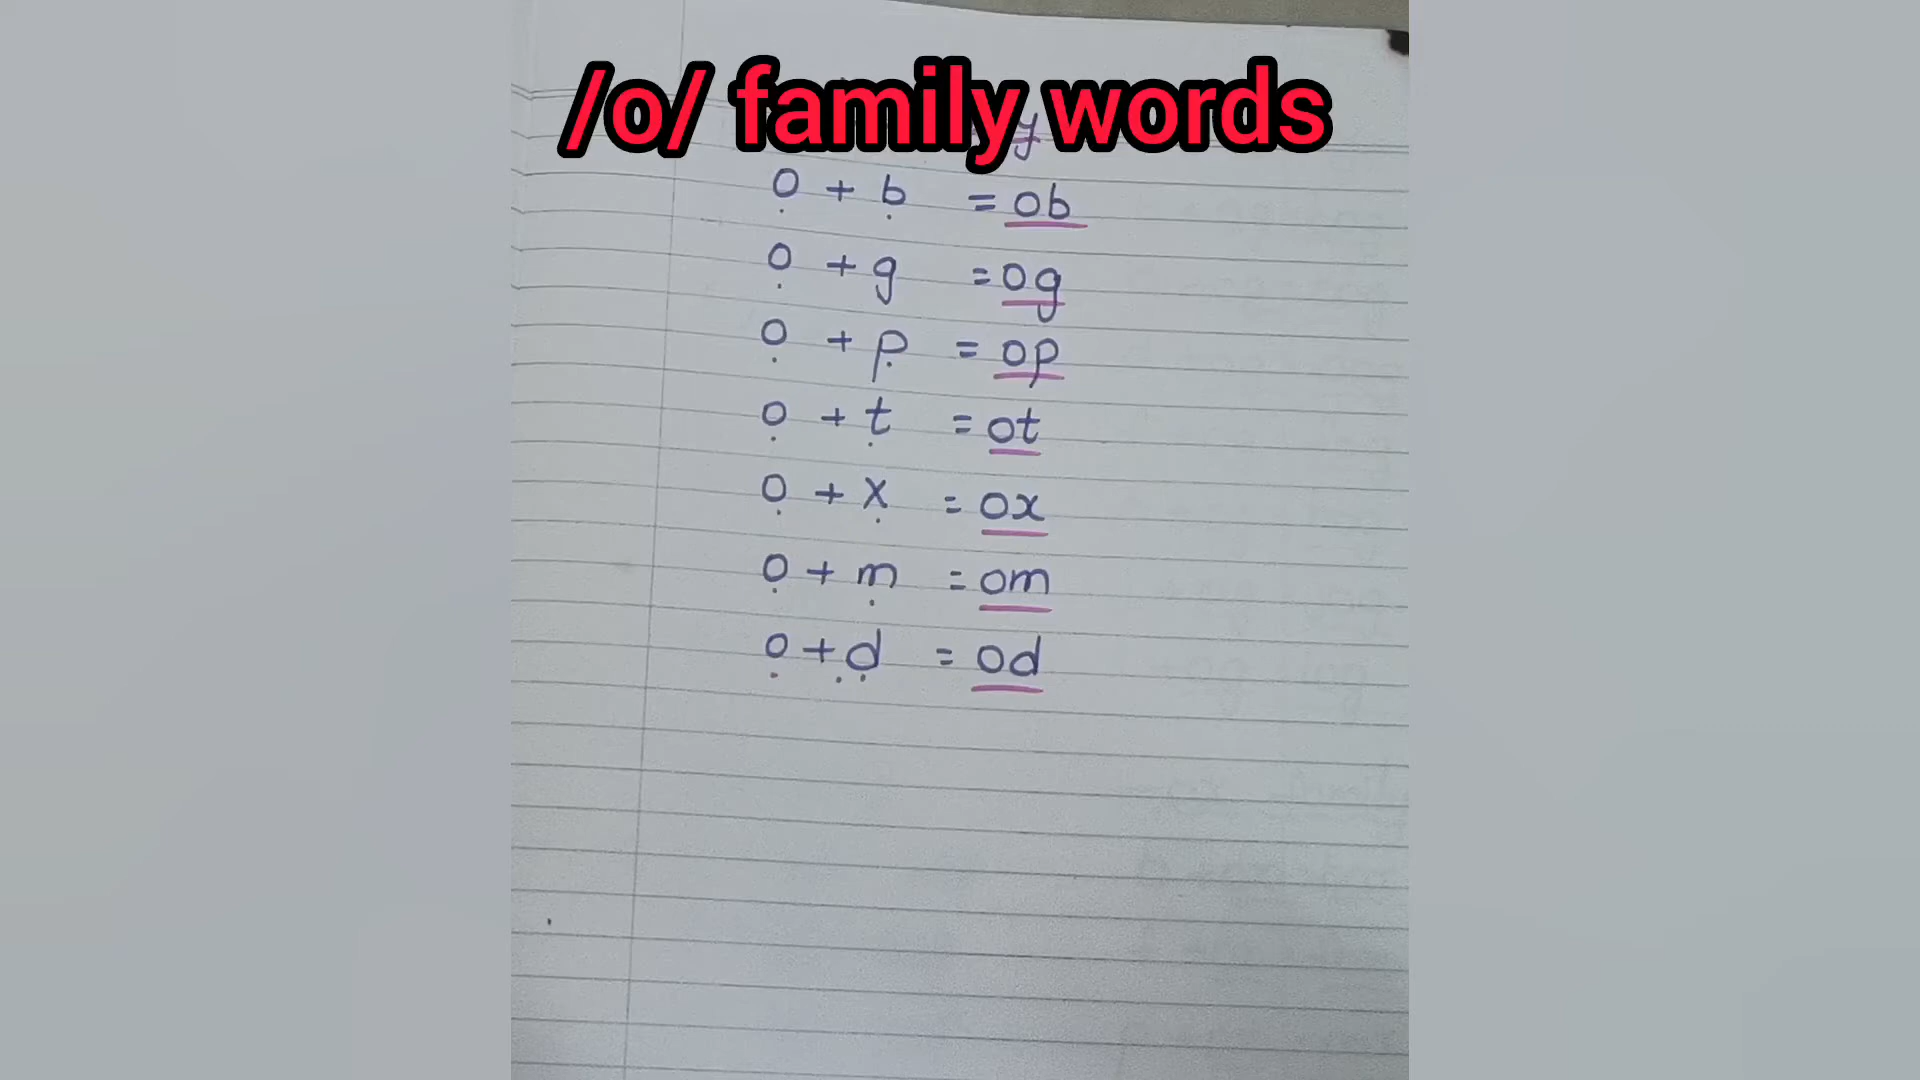 /o/ family words
o + b = ob
o + g = og
o + p = op
o + t = ot
o + x = ox
o + m = om
o + d = od